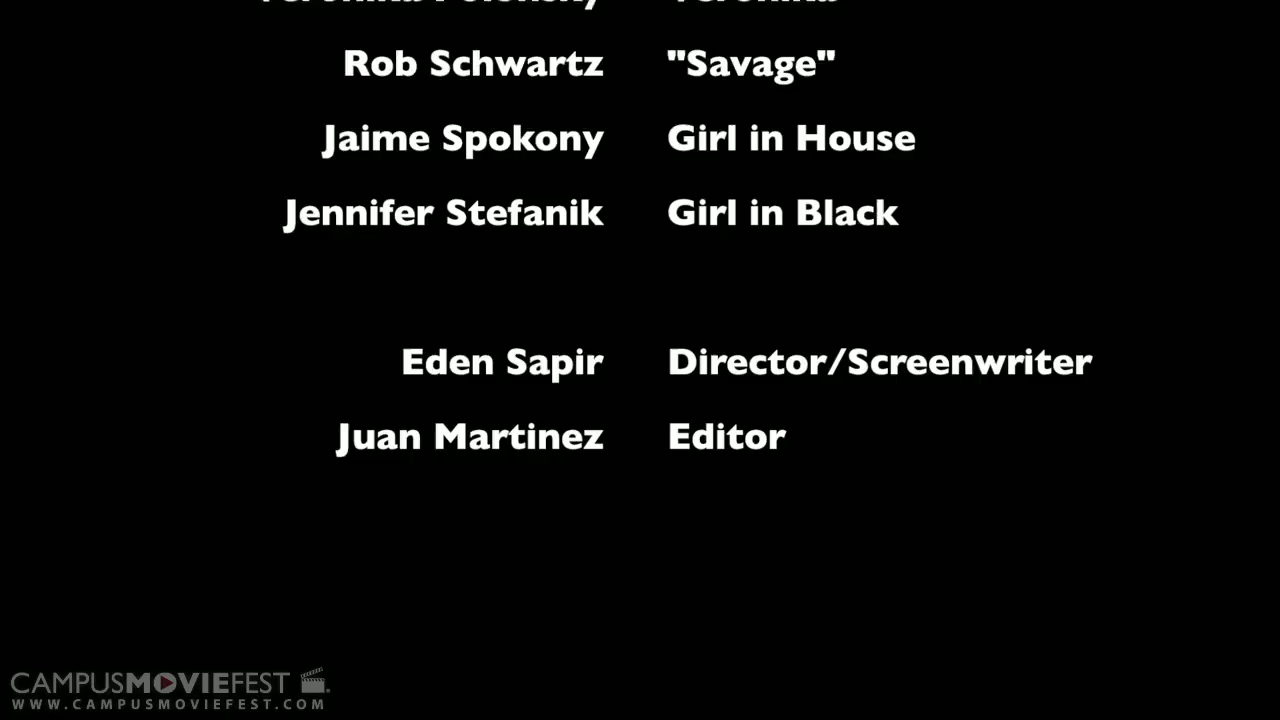 Rob Schwartz "Savage"
Jaime Spokony Girl in House
Jennifer Stefanik Girl in Black
Eden Sapir Director/Screenwriter
Juan Martinez Editor
CAMPUSMOVIEFEST
WWW.CAMPUSMOVIEFEST.COM